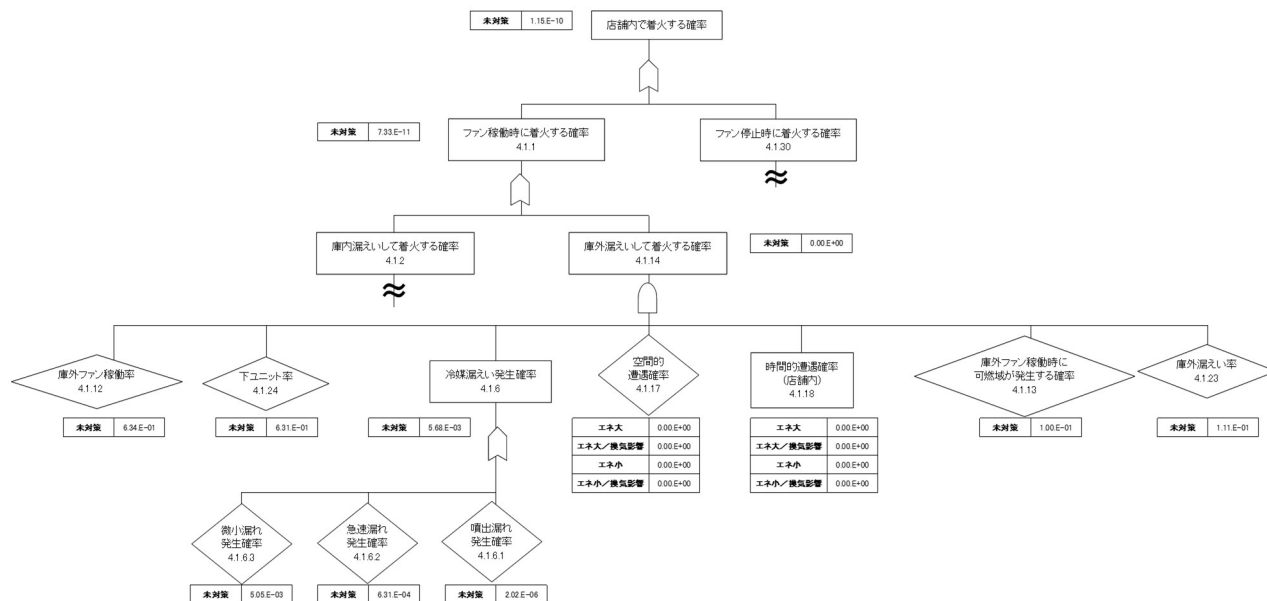 未対策 1.15.E-10 店舗内で着火する確率
未対策 7.33.E-11 ファン稼働時に着火する確率
4.1.1
ファン停止時に着火する確率
4.1.30
庫内漏えいして着火する確率
4.1.2
庫外漏えいして着火する確率
4.1.14
未対策 0.00.E+00
庫外ファン稼働率
4.1.12
未対策 6.34.E-01
下ユニット率
4.1.24
未対策 6.31.E-01
冷媒漏えい発生確率
4.1.6
未対策 5.68.E-03
空間的
遭遇確率
4.1.17
エネ大 0.00.E+00
エネ大／換気影響 0.00.E+00
エネ小 0.00.E+00
エネ小／換気影響 0.00.E+00
時間的遭遇確率
(店舗内)
4.1.18
エネ大 0.00.E+00
エネ大／換気影響 0.00.E+00
エネ小 0.00.E+00
エネ小／換気影響 0.00.E+00
庫外ファン稼働時に
可燃域が発生する確率
4.1.13
未対策 1.00.E-01
庫外漏えい率
4.1.23
未対策 1.11.E-01
微小漏れ
発生確率
4.1.6.3
未対策 5.05.E-03
急速漏れ
発生確率
4.1.6.2
未対策 6.31.E-04
噴出漏れ
発生確率
4.1.6.1
未対策 2.02.E-06